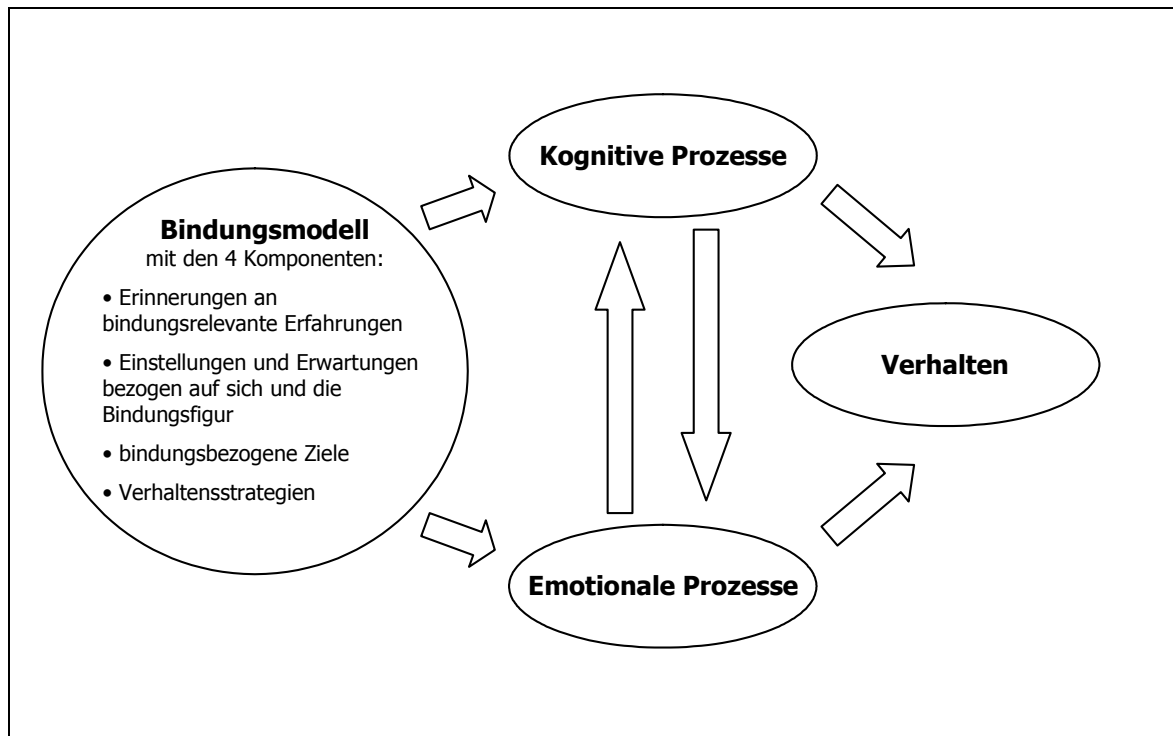 Kognitive Prozesse
Bindungsmodell
mit den 4 Komponenten:
• Erinnerungen an
bindungsrelevante Erfahrungen
• Einstellungen und Erwartungen
bezogen auf sich und die
Bindungsfigur
• bindungsbezogene Ziele
• Verhaltensstrategien
Verhalten
Emotionale Prozesse